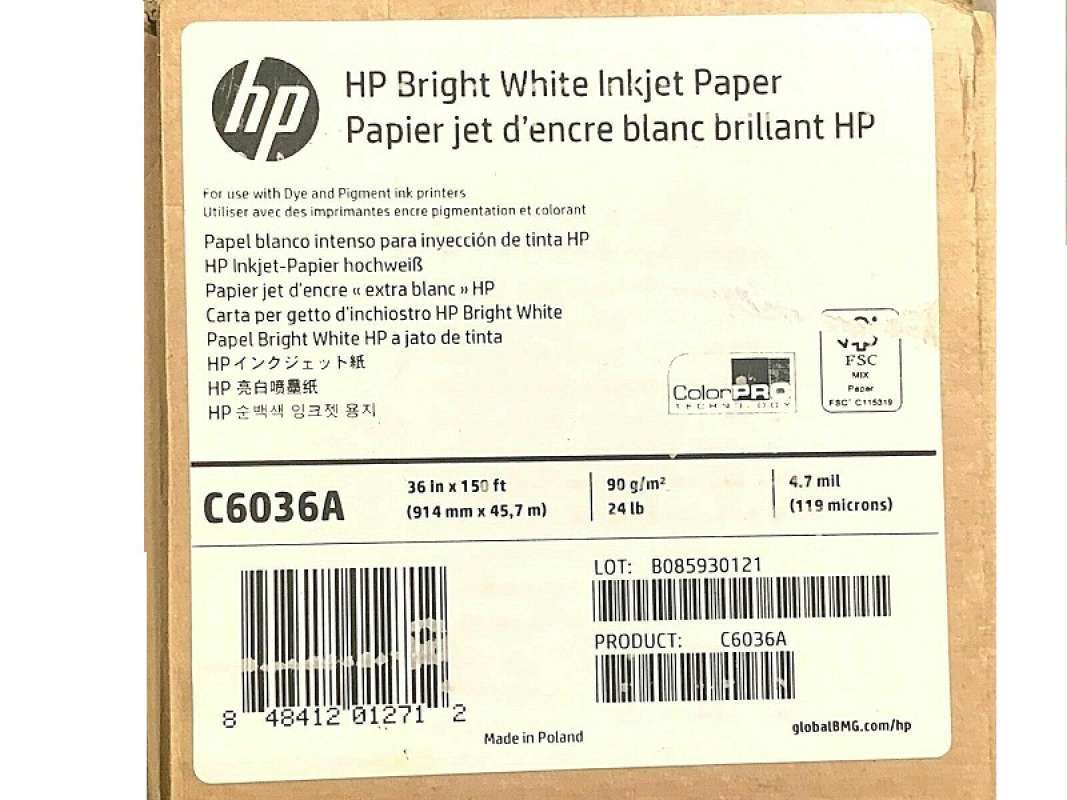 hp
HP Bright White Inkjet Paper
Papier jet d'encre blanc brillant HP
For use with Dye and Pigment ink printers
Utiliser avec des imprimantes encre pigmentation et colorant
Papel blanco intenso para inyección de tinta HP
HP Inkjet-Papier hochweiß
Papier jet d'encre « extra blanc » HP
Carta per getto d'inchiostro HP Bright White
Papel Bright White HP a jato de tinta
HP インクジェット紙
HP 亮白喷墨纸
HP 순백색 잉크젯 용지
ColorPRO
TECHNOLOGY
FSC
MIX
Paper
FSC® C115319
C6036A
36 in x 150 ft
(914 mm x 45,7 m)
90 g/m²
24 lb
4.7 mil
(119 microns)
LOT: B085930121
PRODUCT: C6036A
8 48412 01271 2
Made in Poland
globalBMG.com/hp